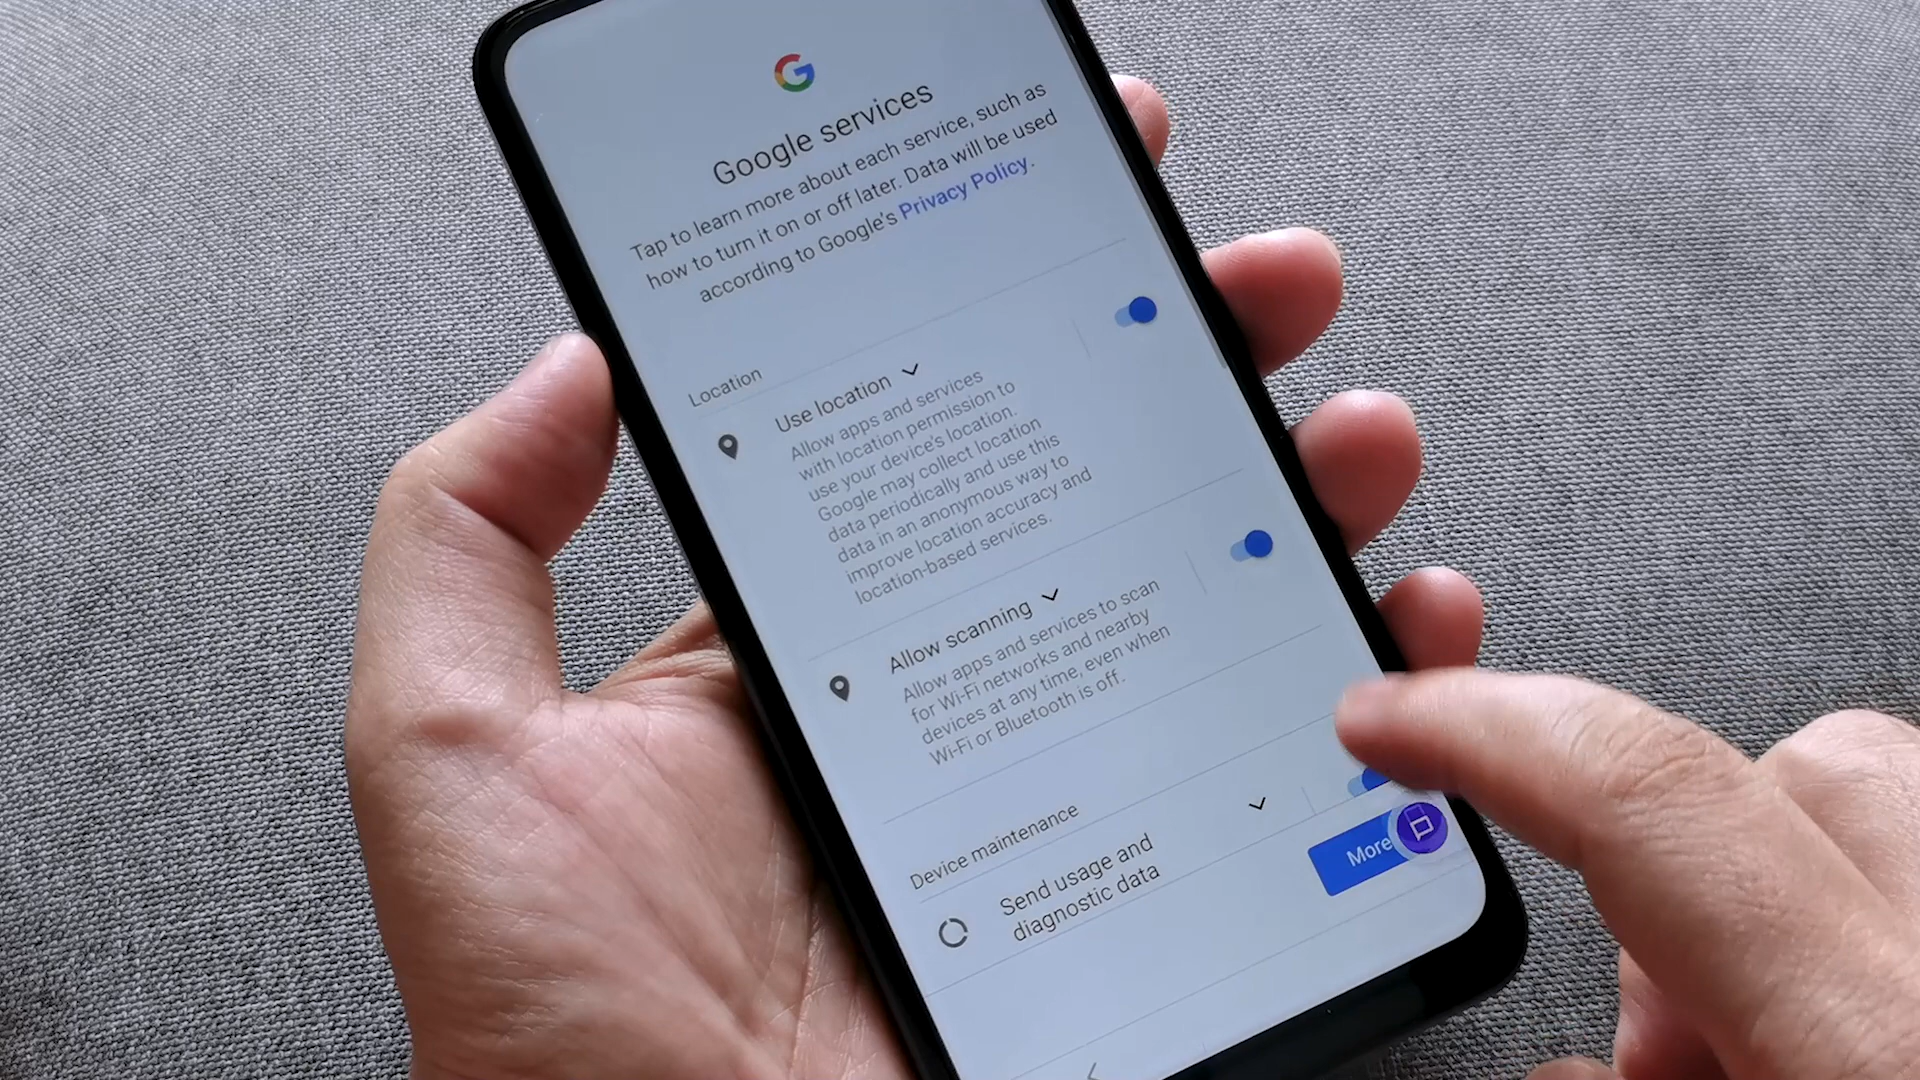 Google services
Tap to learn more about each service, such as
how to turn it on or off later. Data will be used
according to Google's Privacy Policy.
Location
Use location
Allow apps and services
with location permission to
use your device's location.
Google may collect location
data periodically and use this
data in an anonymous way to
improve location accuracy and
location-based services.
Allow scanning
Allow apps and services to scan
for Wi-Fi networks and nearby
devices at any time, even when
Wi-Fi or Bluetooth is off.
Device maintenance
Send usage and
diagnostic data
More